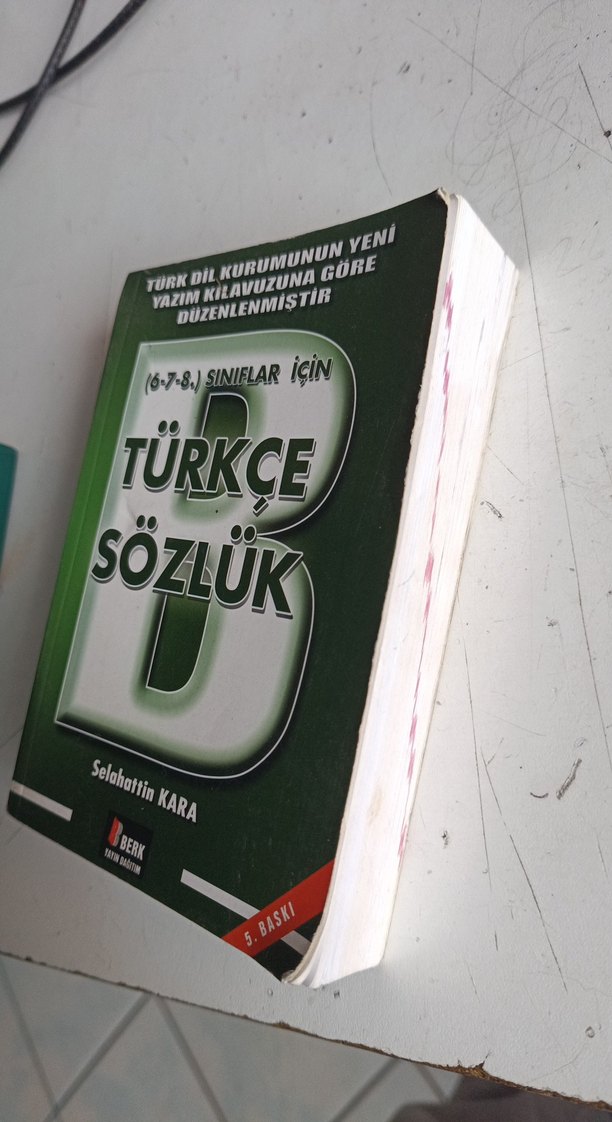 TÜRK DİL KURUMUNUN YENİ
YAZIM KILAVUZUNA GÖRE
DÜZENLENMİŞTİR
(6-7-8.) SINIFLAR İÇİN
TÜRKÇE
SÖZLÜK
Selahattin KARA
BERK
YAYIN DAĞITIM
5. BASKI